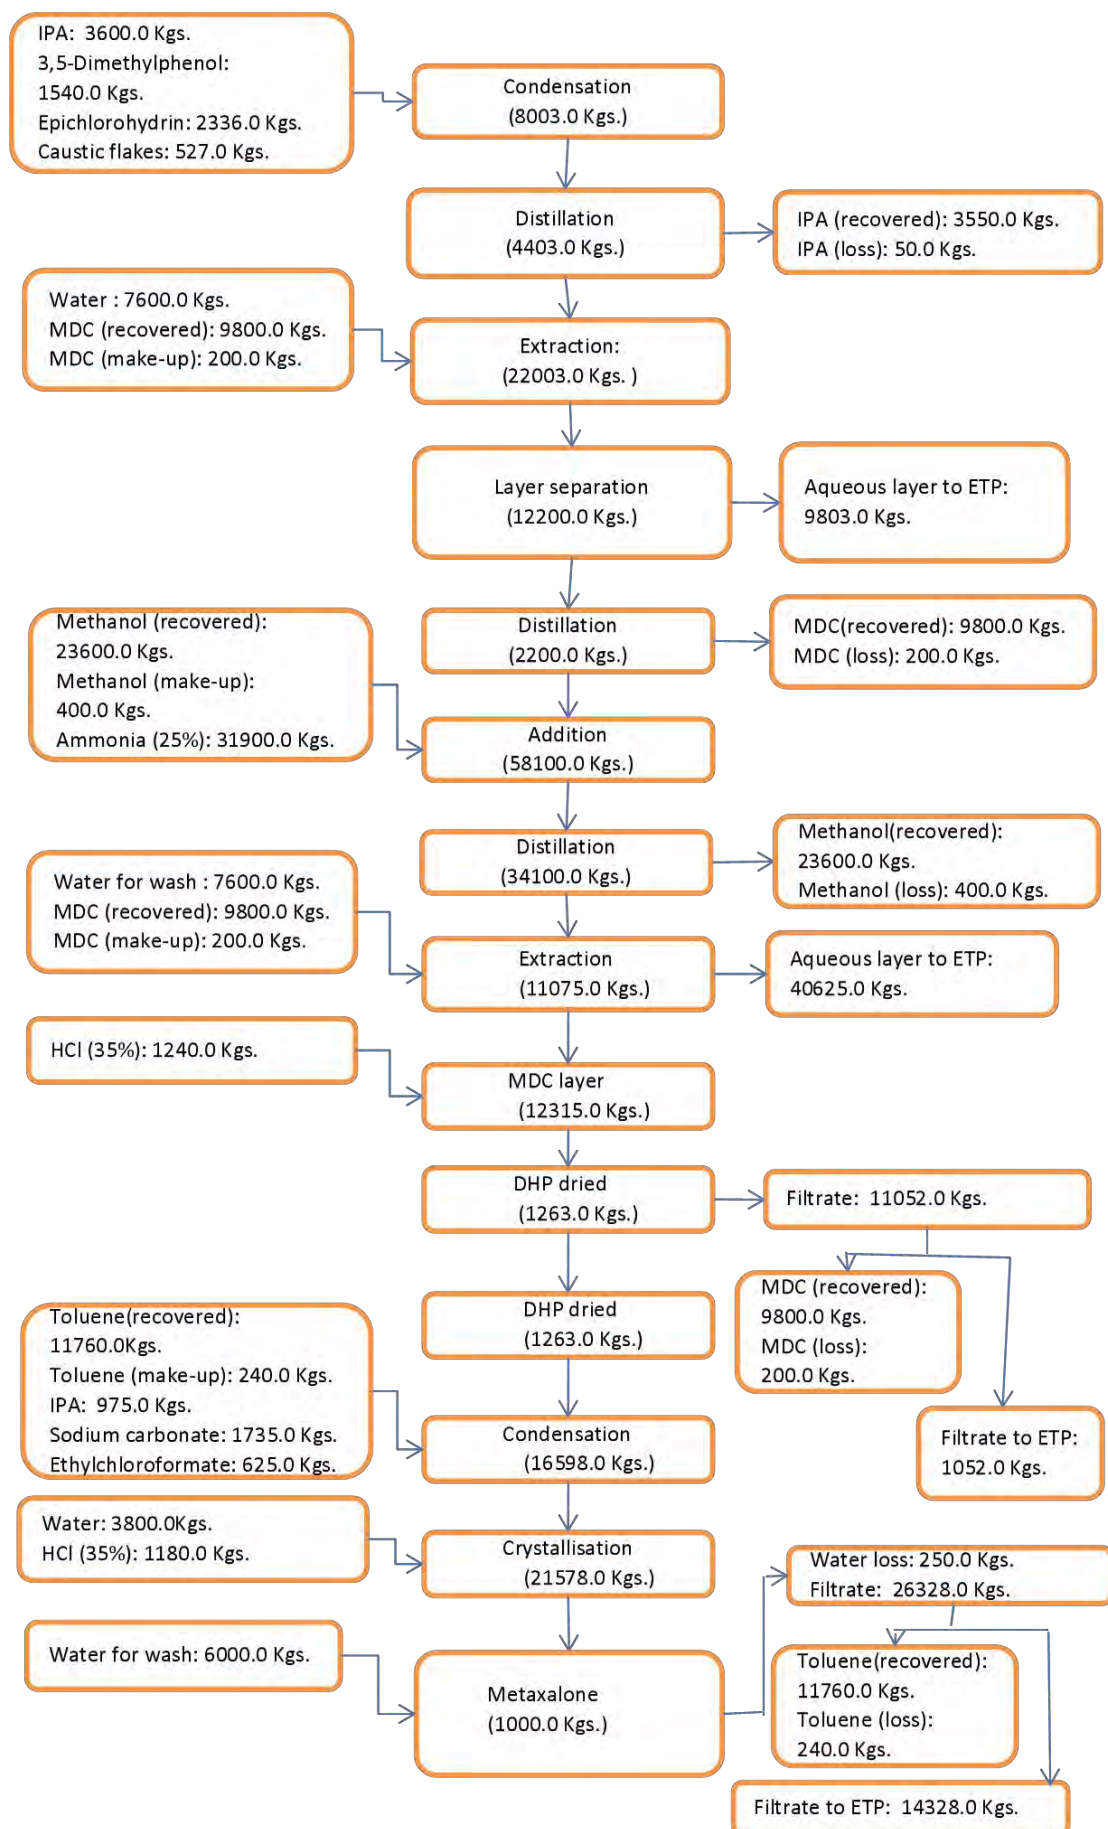 IPA: 3600.0 Kgs.
3,5-Dimethylphenol:
1540.0 Kgs.
Epichlorohydrin: 2336.0 Kgs.
Caustic flakes: 527.0 Kgs.
Condensation
(8003.0 Kgs.)
Distillation
(4403.0 Kgs.)
IPA (recovered): 3550.0 Kgs.
IPA (loss): 50.0 Kgs.
Water : 7600.0 Kgs.
MDC (recovered): 9800.0 Kgs.
MDC (make-up): 200.0 Kgs.
Extraction:
(22003.0 Kgs. )
Layer separation
(12200.0 Kgs.)
Aqueous layer to ETP:
9803.0 Kgs.
Distillation
(2200.0 Kgs.)
MDC(recovered): 9800.0 Kgs.
MDC (loss): 200.0 Kgs.
Methanol (recovered):
23600.0 Kgs.
Methanol (make-up):
400.0 Kgs.
Ammonia (25%): 31900.0 Kgs.
Addition
(58100.0 Kgs.)
Distillation
(34100.0 Kgs.)
Methanol(recovered):
23600.0 Kgs.
Methanol (loss): 400.0 Kgs.
Water for wash : 7600.0 Kgs.
MDC (recovered): 9800.0 Kgs.
MDC (make-up): 200.0 Kgs.
Extraction
(11075.0 Kgs.)
Aqueous layer to ETP:
40625.0 Kgs.
HCl (35%): 1240.0 Kgs.
MDC layer
(12315.0 Kgs.)
DHP dried
(1263.0 Kgs.)
Filtrate: 11052.0 Kgs.
MDC (recovered):
9800.0 Kgs.
MDC (loss):
200.0 Kgs.
Filtrate to ETP:
1052.0 Kgs.
DHP dried
(1263.0 Kgs.)
Toluene(recovered):
11760.0Kgs.
Toluene (make-up): 240.0 Kgs.
IPA: 975.0 Kgs.
Sodium carbonate: 1735.0 Kgs.
Ethylchloroformate: 625.0 Kgs.
Condensation
(16598.0 Kgs.)
Water: 3800.0Kgs.
HCl (35%): 1180.0 Kgs.
Crystallisation
(21578.0 Kgs.)
Water for wash: 6000.0 Kgs.
Metaxalone
(1000.0 Kgs.)
Water loss: 250.0 Kgs.
Filtrate: 26328.0 Kgs.
Toluene(recovered):
11760.0 Kgs.
Toluene (loss):
240.0 Kgs.
Filtrate to ETP: 14328.0 Kgs.